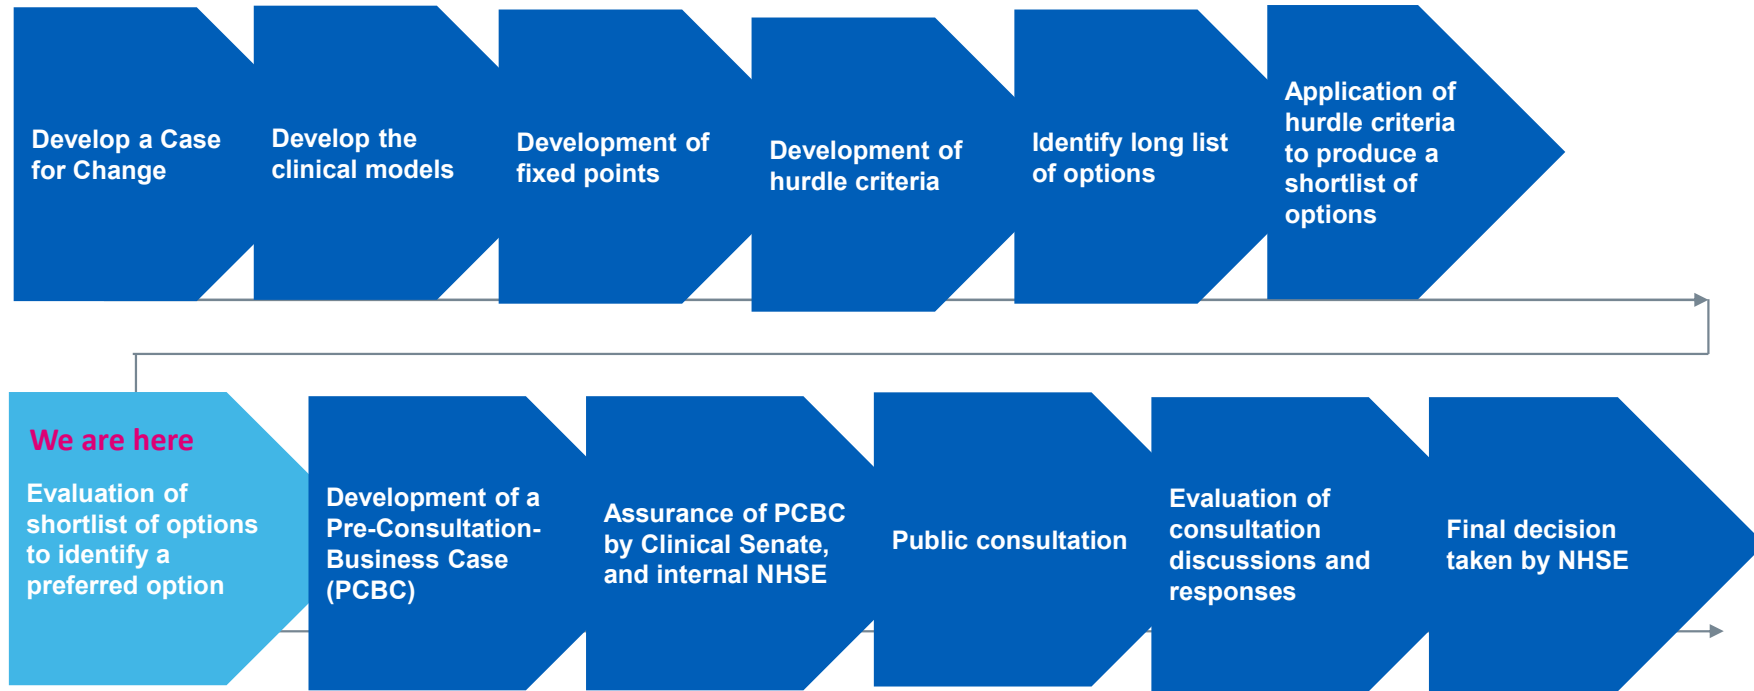 Develop a Case
for Change
Develop the
clinical models
Development of
fixed points
Development of
hurdle criteria
Identify long list
of options
Application of
hurdle criteria
to produce a
shortlist of
options
We are here
Evaluation of
shortlist of options
to identify a
preferred option
Development of a
Pre-Consultation-
Business Case
(PCBC)
Assurance of PCBC
by Clinical Senate,
and internal NHSE
Public consultation
Evaluation of
consultation
discussions and
responses
Final decision
taken by NHSE